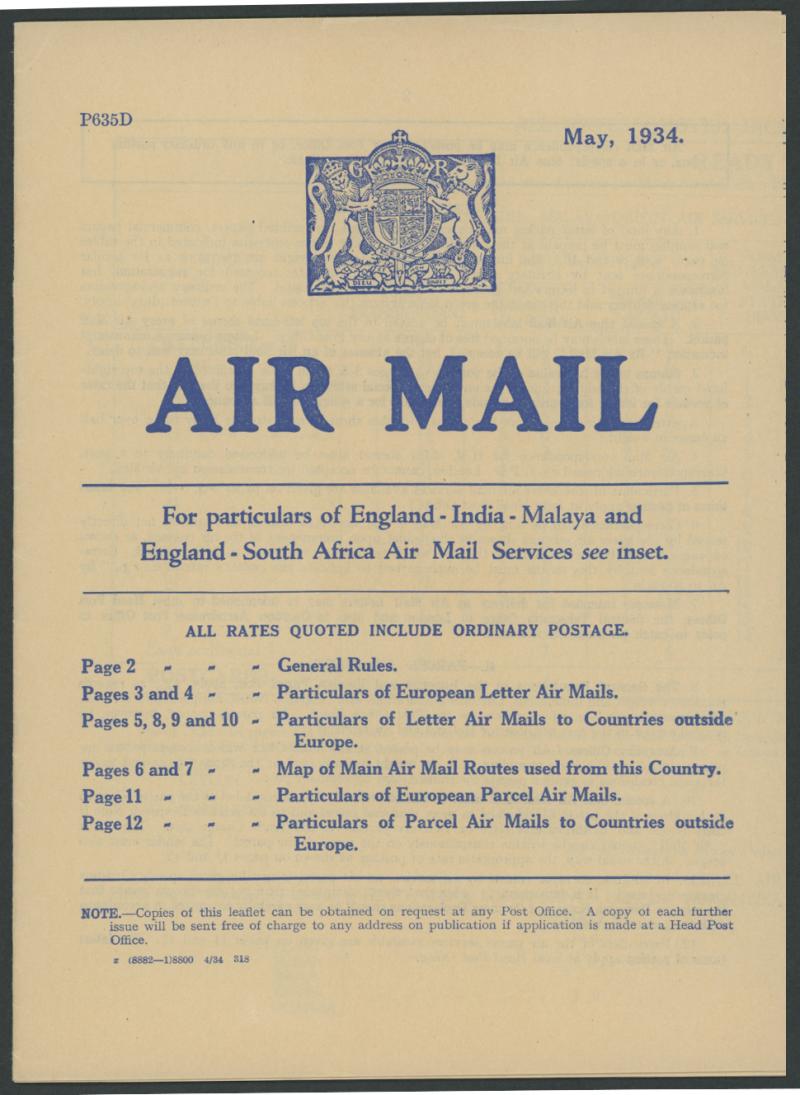 P635D
May, 1934.
G R
DIEU DROIT
AIR MAIL
For particulars of England - India - Malaya and
England - South Africa Air Mail Services see inset.
ALL RATES QUOTED INCLUDE ORDINARY POSTAGE.
Page 2 - - - General Rules.
Pages 3 and 4 - - Particulars of European Letter Air Mails.
Pages 5, 8, 9 and 10 - Particulars of Letter Air Mails to Countries outside
Europe.
Pages 6 and 7 - - Map of Main Air Mail Routes used from this Country.
Page 11 - - - Particulars of European Parcel Air Mails.
Page 12 - - - Particulars of Parcel Air Mails to Countries outside
Europe.
NOTE.—Copies of this leaflet can be obtained on request at any Post Office. A copy of each further
issue will be sent free of charge to any address on publication if application is made at a Head Post
Office.
z (8882—1)8800 4/34 318